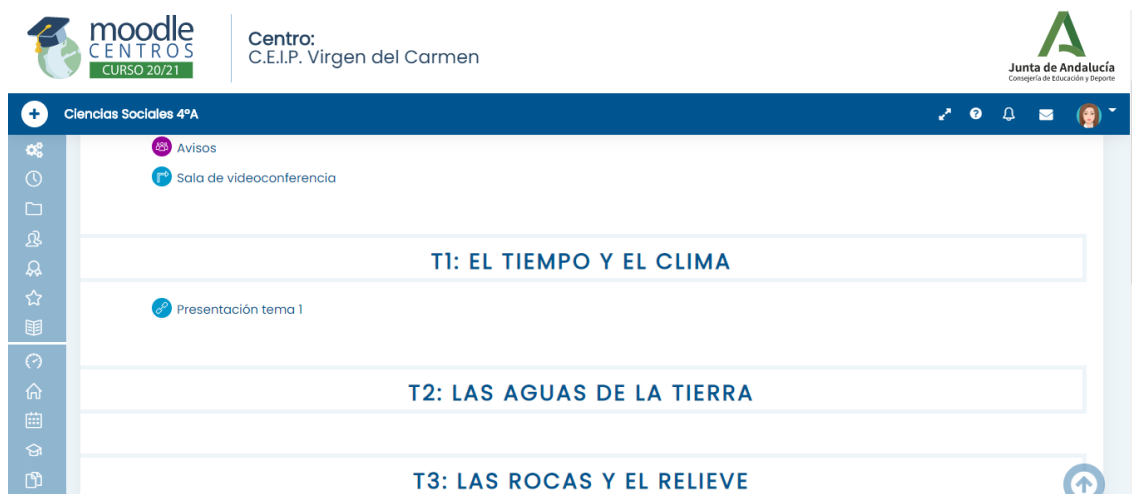 moodle
CENTROS
CURSO 20/21
Centro:
C.E.I.P. Virgen del Carmen
Junta de Andalucía
Consejería de Educación y Deporte
Ciencias Sociales 4ºA
Avisos
Sala de videoconferencia
T1: EL TIEMPO Y EL CLIMA
Presentación tema 1
T2: LAS AGUAS DE LA TIERRA
T3: LAS ROCAS Y EL RELIEVE